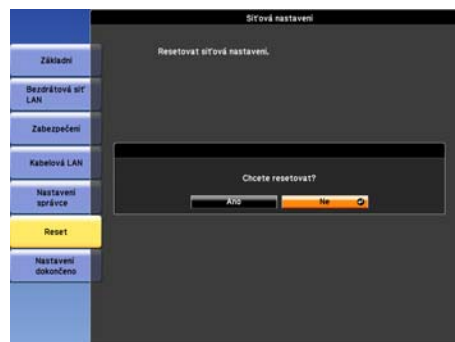 Síťová nastavení
Resetovat síťová nastavení.
Základní
Bezdrátová síť
LAN
Zabezpečení
Kabelová LAN
Nastavení
správce
Reset
Nastavení
dokončeno
Chcete resetovat?
Ano
Ne